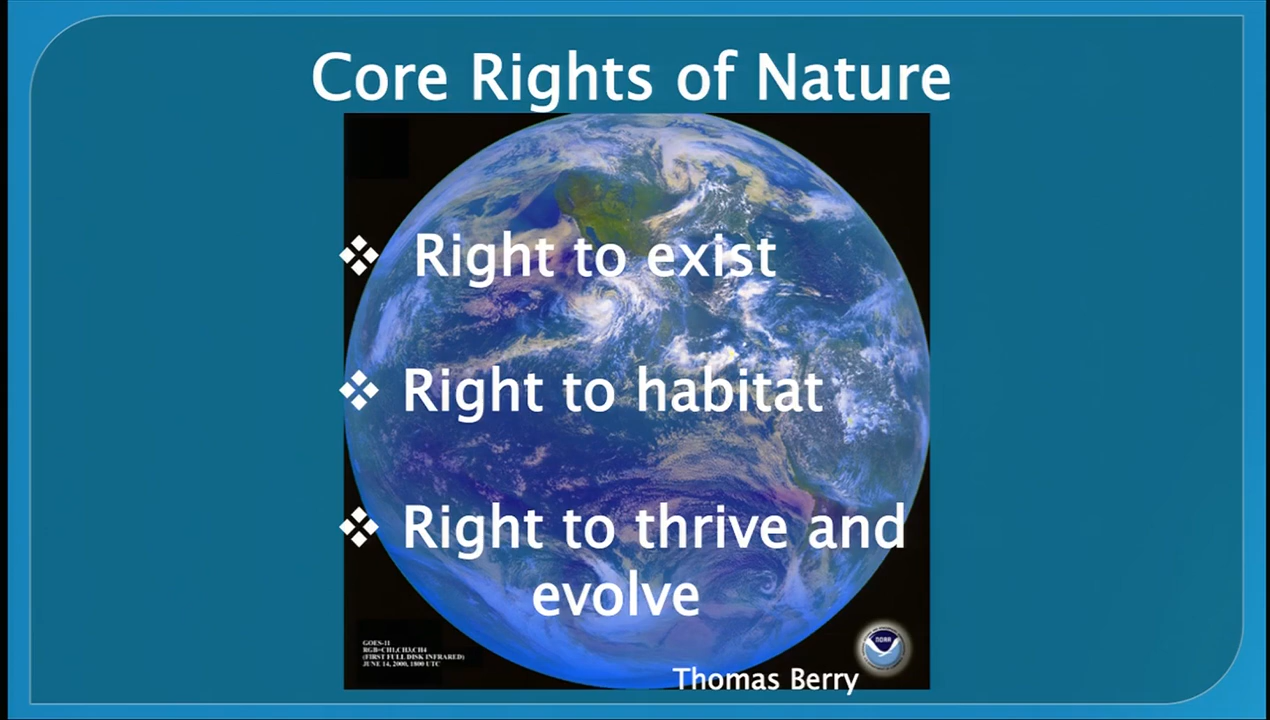 Core Rights of Nature
❖ Right to exist
❖ Right to habitat
❖ Right to thrive and
evolve
GOES-11
RGB=CH1,CH3,CH4
(FIRST FULL DISK INFRARED)
JUNE 14, 2000, 1800 UTC
NOAA
Thomas Berry